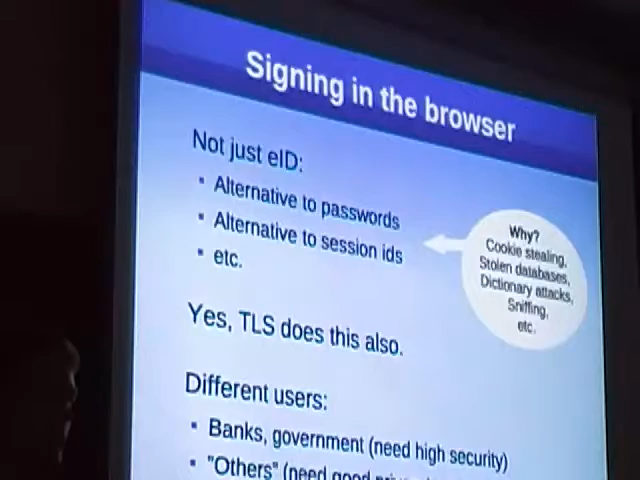 Signing in the browser
Not just eID:
• Alternative to passwords
• Alternative to session ids
• etc.
Why?
Cookie stealing,
Stolen databases,
Dictionary attacks,
Sniffing,
etc.
Yes, TLS does this also.
Different users:
• Banks, government (need high security)
• "Others" (need good